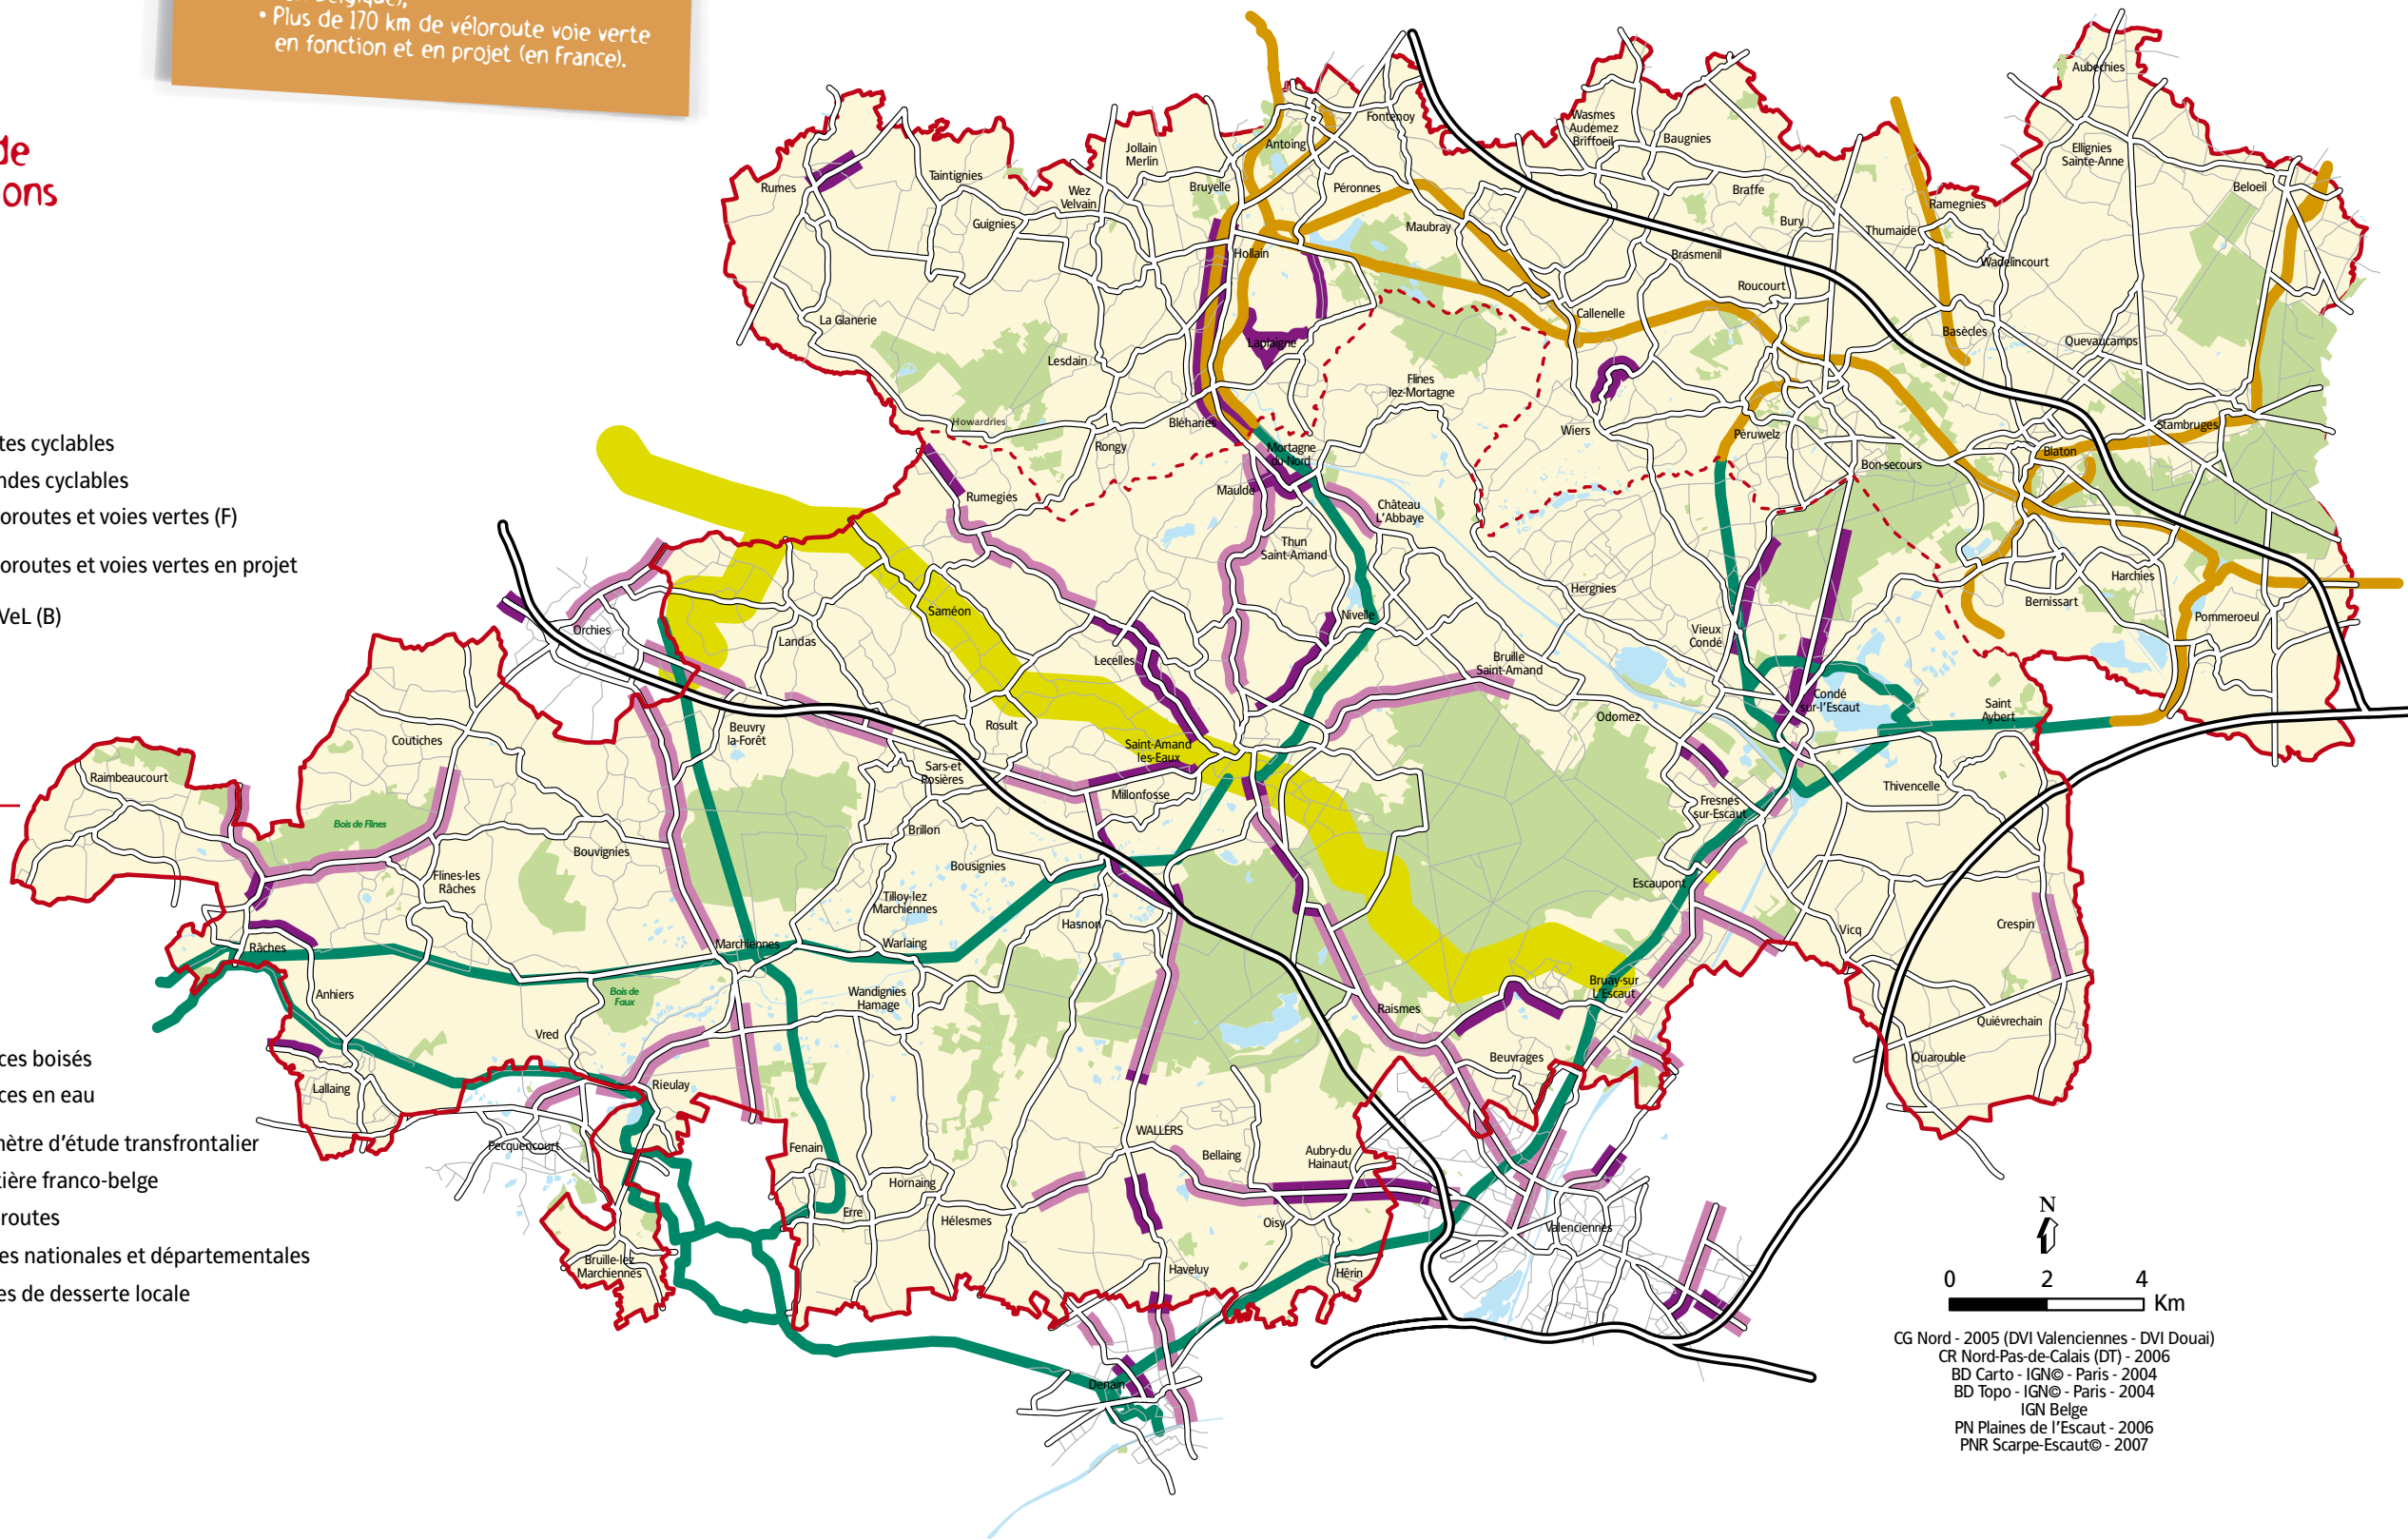 • Plus de 170 km de véloroute voie verte
en fonction et en projet (en France).
de
ons
tes cyclables
ndes cyclables
oroutes et voies vertes (F)
oroutes et voies vertes en projet
VeL (B)
ces boisés
ces en eau
nètre d'étude transfrontalier
tière franco-belge
routes
es nationales et départementales
es de desserte locale
Aubechies
Fontenoy
Wasmes
Audemez
Briffoeil
Baugnies
Antoing
Jollain
Merlin
Ellignies
Sainte-Anne
Rumes
Taintignies
Wez
Velvain
Bruyelle
Péronnes
Braffe
Beloeil
Ramegnies
Guignies
Maubray
Bury
Thumaide
Hollain
Brasmenil
Wadelincourt
Roucourt
La Glanerie
Callenelle
Basècles
Laplaigne
Quevaucamps
Lesdain
Flines
lez-Mortagne
Howardries
Bléharies
Wiers
Péruwelz
Stambruges
Rongy
Mortagne
du-Nord
Blaton
Bon-secours
Maulde
Rumegies
Château
L'Abbaye
Thun
Saint-Amand
Harchies
Hergnies
Bernissart
Saméon
Nivelle
Pommeroeul
Orchies
Landas
Vieux
Condé
Lecelles
Bruille
Saint-Amand
Condé
sur-l'Escaut
Saint
Aybert
Odomez
Rosult
Beuvry
la-Forêt
Coutiches
Saint-Amand
les-Eaux
Sars-et
Rosières
Raimbeaucourt
Millonfosse
Thivencelle
Fresnes
sur-Escaut
Bois de Flines
Brillon
Bouvignies
Bousignies
Flines-les
Râches
Escaupont
Tilloy-lez
Marchiennes
Hasnon
Crespin
Vicq
Râches
Marchiennes
Warlaing
Bruay-sur
L'Escaut
Anhiers
Bois de
Faux
Wandignies
Hamage
Raismes
Quiévrechain
Vred
Beuvrages
Quarouble
Lallaing
Rieulay
WALLERS
Pecquencourt
Fenain
Bellaing
Aubry-du
Hainaut
Hornaing
Erre
Hélesmes
Oisy
Valenciennes
Bruille-lez
Marchiennes
Haveluy
Hérin
Denain
N
0 2 4
Km
CG Nord - 2005 (DVI Valenciennes - DVI Douai)
CR Nord-Pas-de-Calais (DT) - 2006
BD Carto - IGN© - Paris - 2004
BD Topo - IGN© - Paris - 2004
IGN Belge
PN Plaines de l'Escaut - 2006
PNR Scarpe-Escaut© - 2007